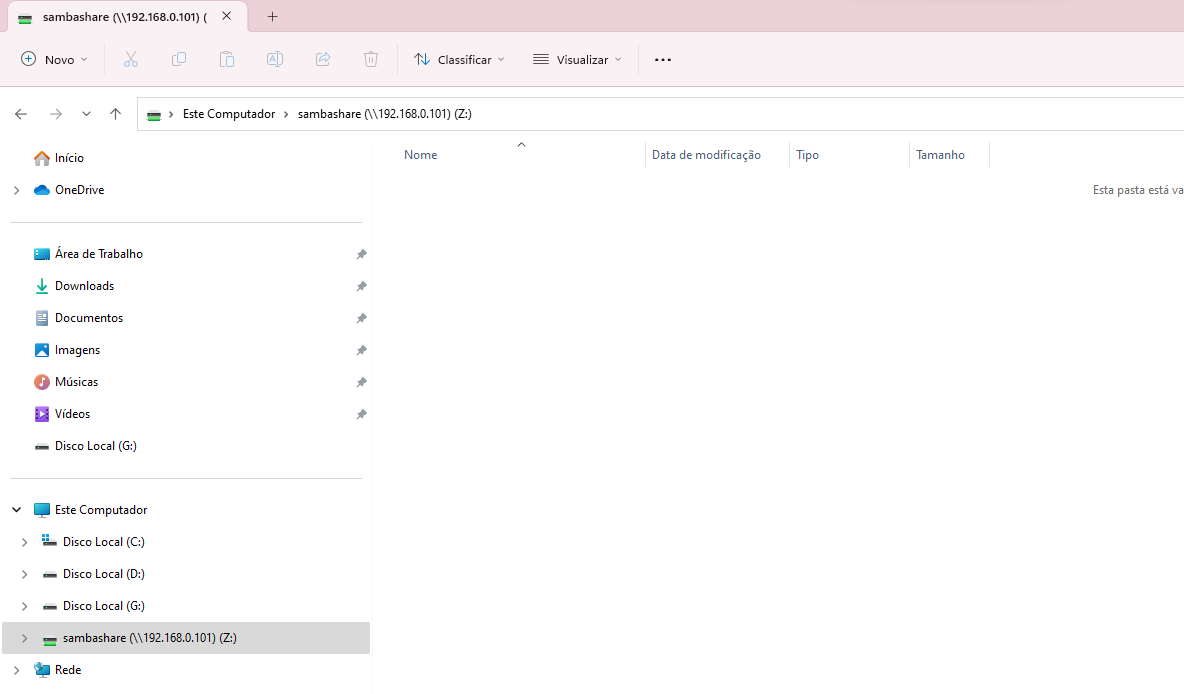 sambashare (\\192.168.0.101) (
Novo
Classificar
Visualizar
Este Computador
sambashare (\\192.168.0.101) (Z:)
Nome
Data de modificação
Tipo
Tamanho
Esta pasta está va
Início
OneDrive
Área de Trabalho
Downloads
Documentos
Imagens
Músicas
Vídeos
Disco Local (G:)
Este Computador
Disco Local (C:)
Disco Local (D:)
Disco Local (G:)
sambashare (\\192.168.0.101) (Z:)
Rede